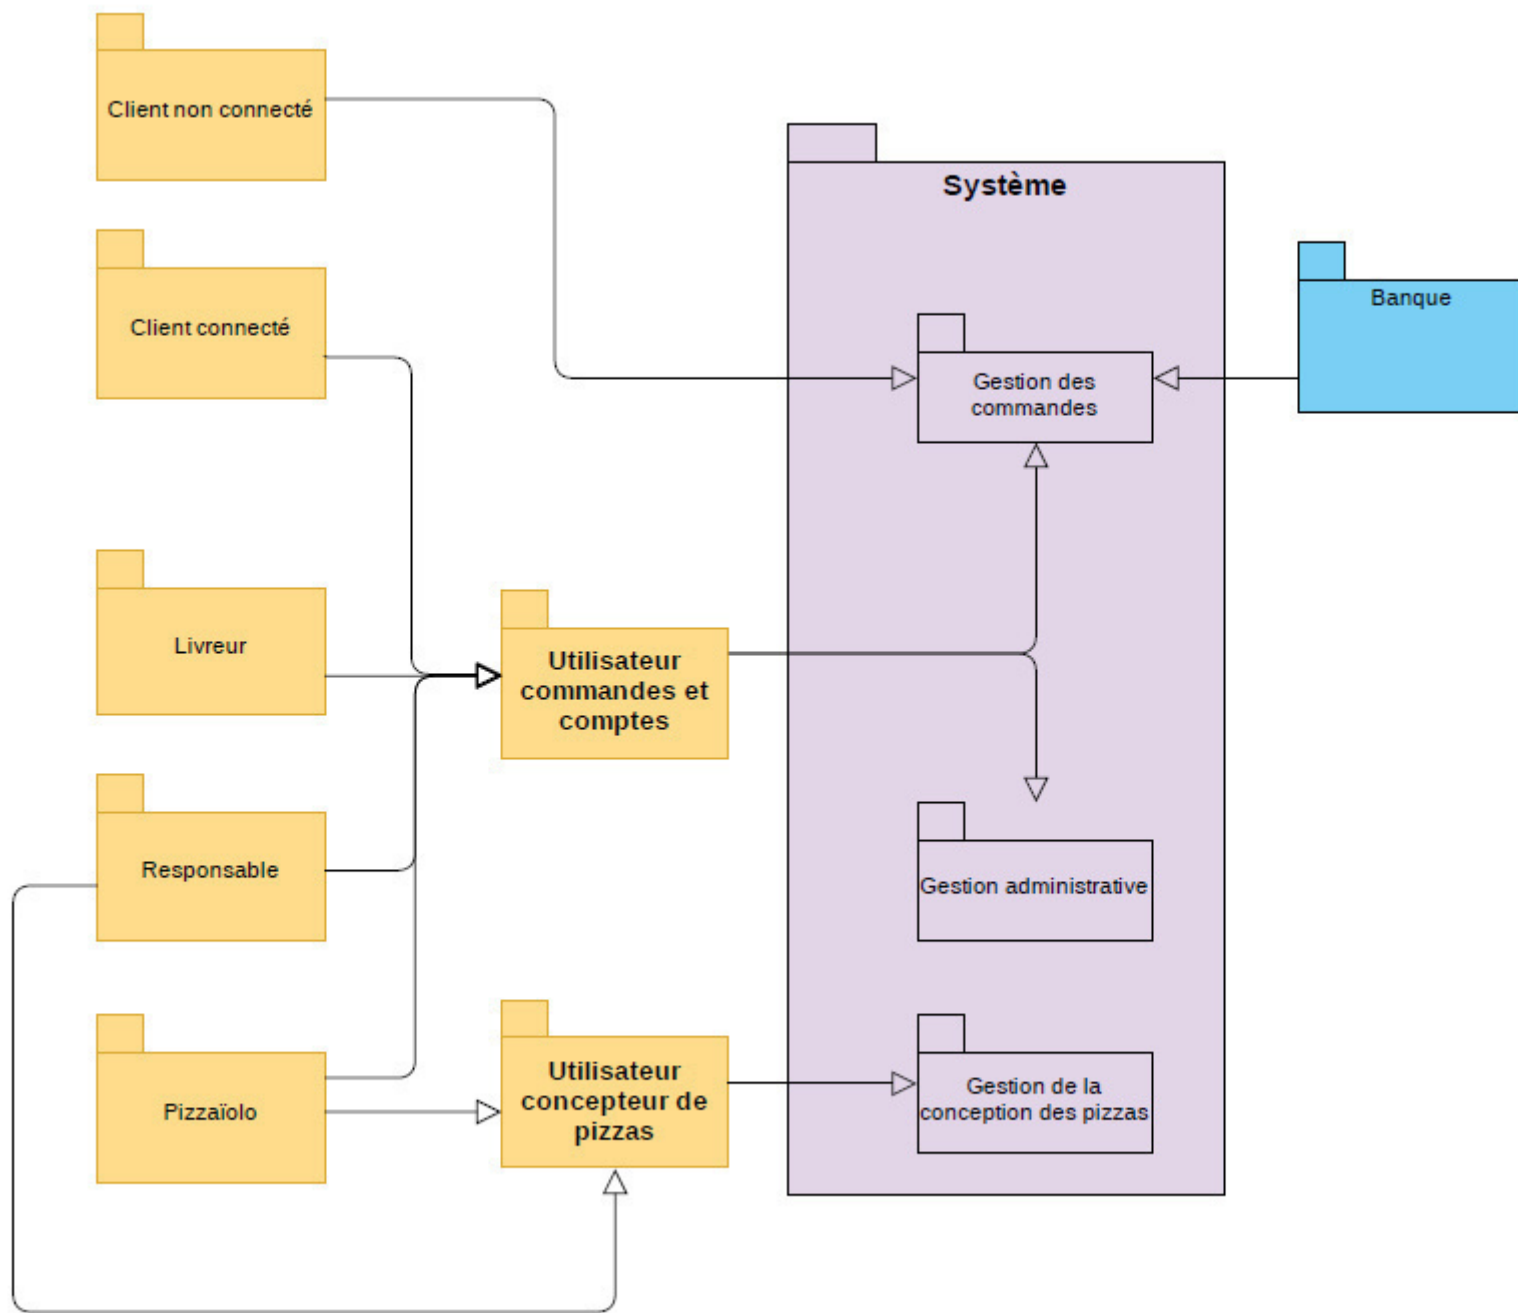 Client non connecté
Système
Client connecté
Banque
Gestion des
commandes
Livreur
Utilisateur
commandes et
comptes
Responsable
Gestion administrative
Pizzaïolo
Utilisateur
concepteur de
pizzas
Gestion de la
conception des pizzas